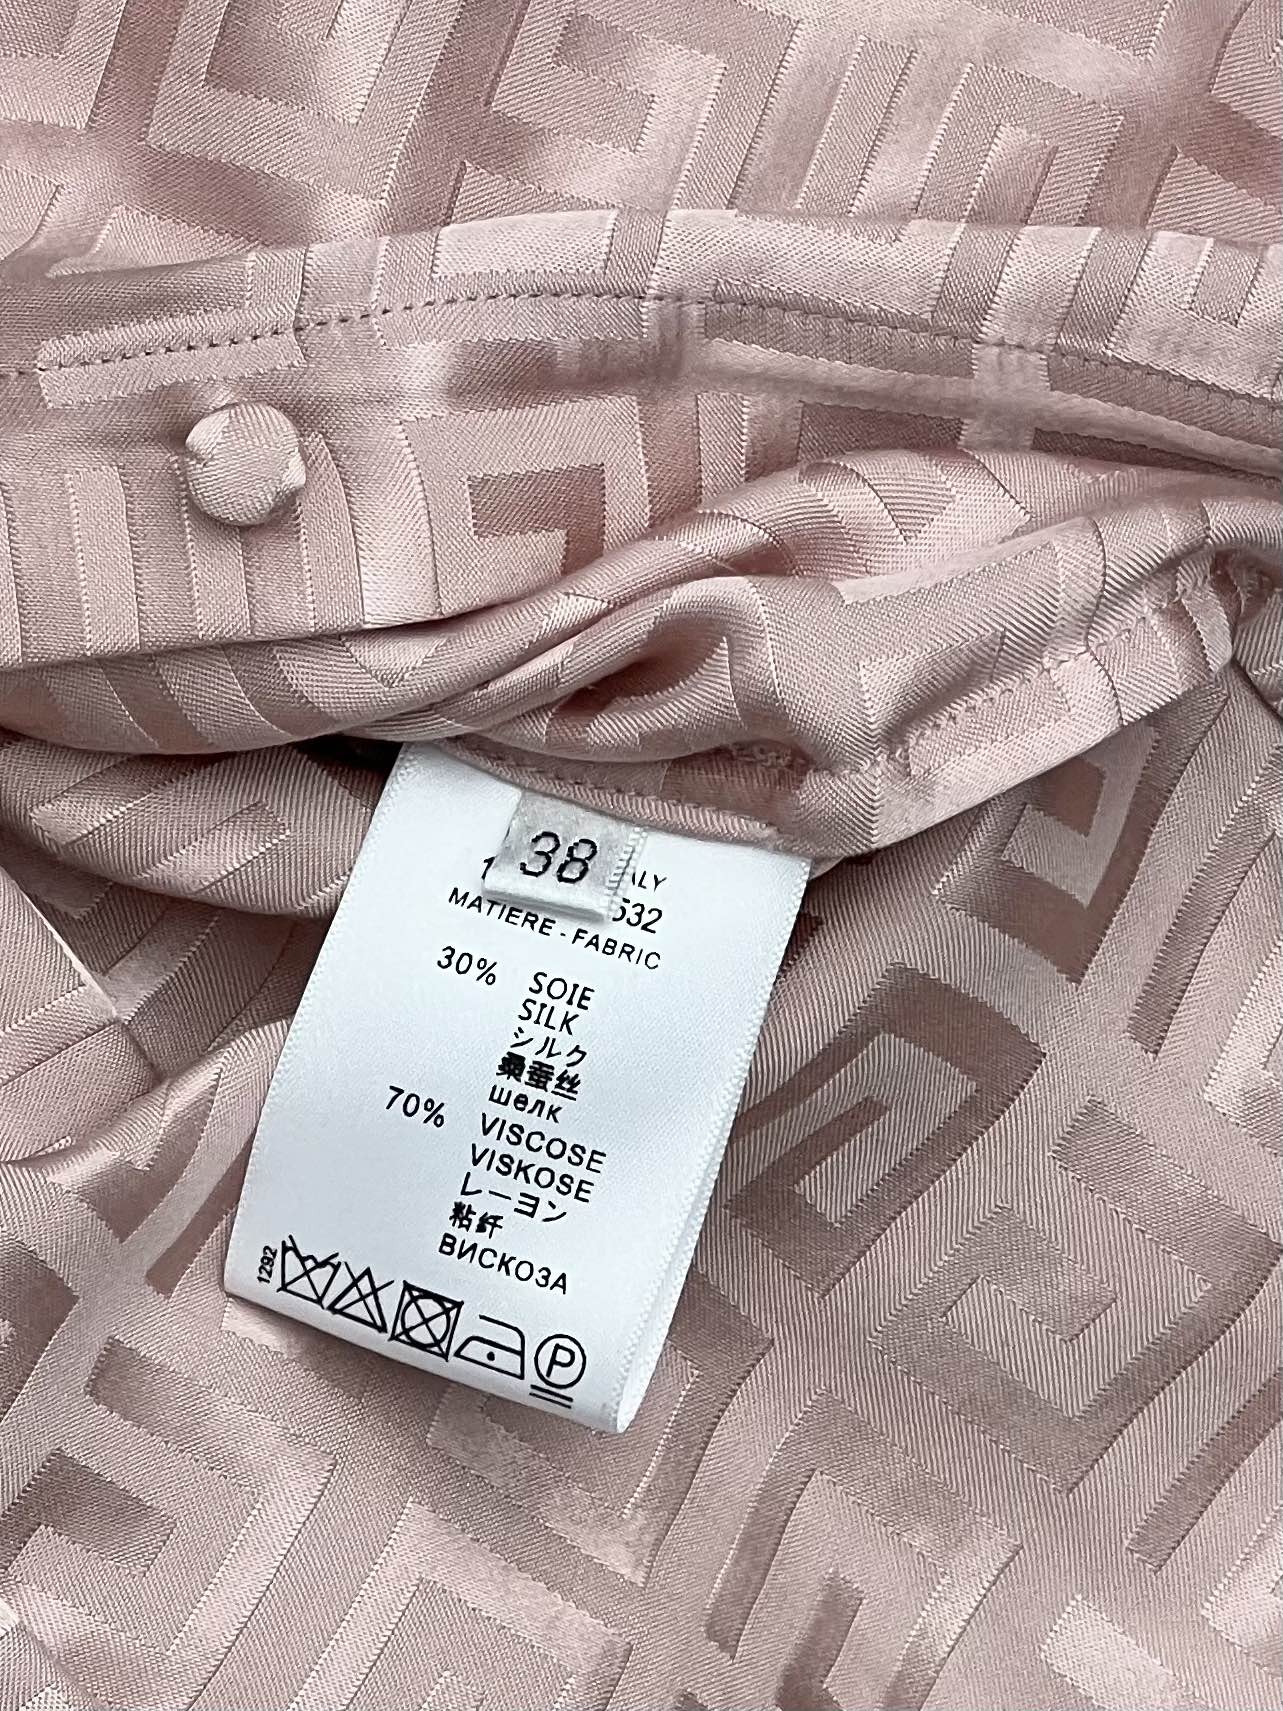 38
532
MATIERE - FABRIC
30% SOIE
SILK
シルク
桑蚕丝
шелк
70% VISCOSE
VISKOSE
レーヨン
粘纤
ВИСКОЗА
1292
P